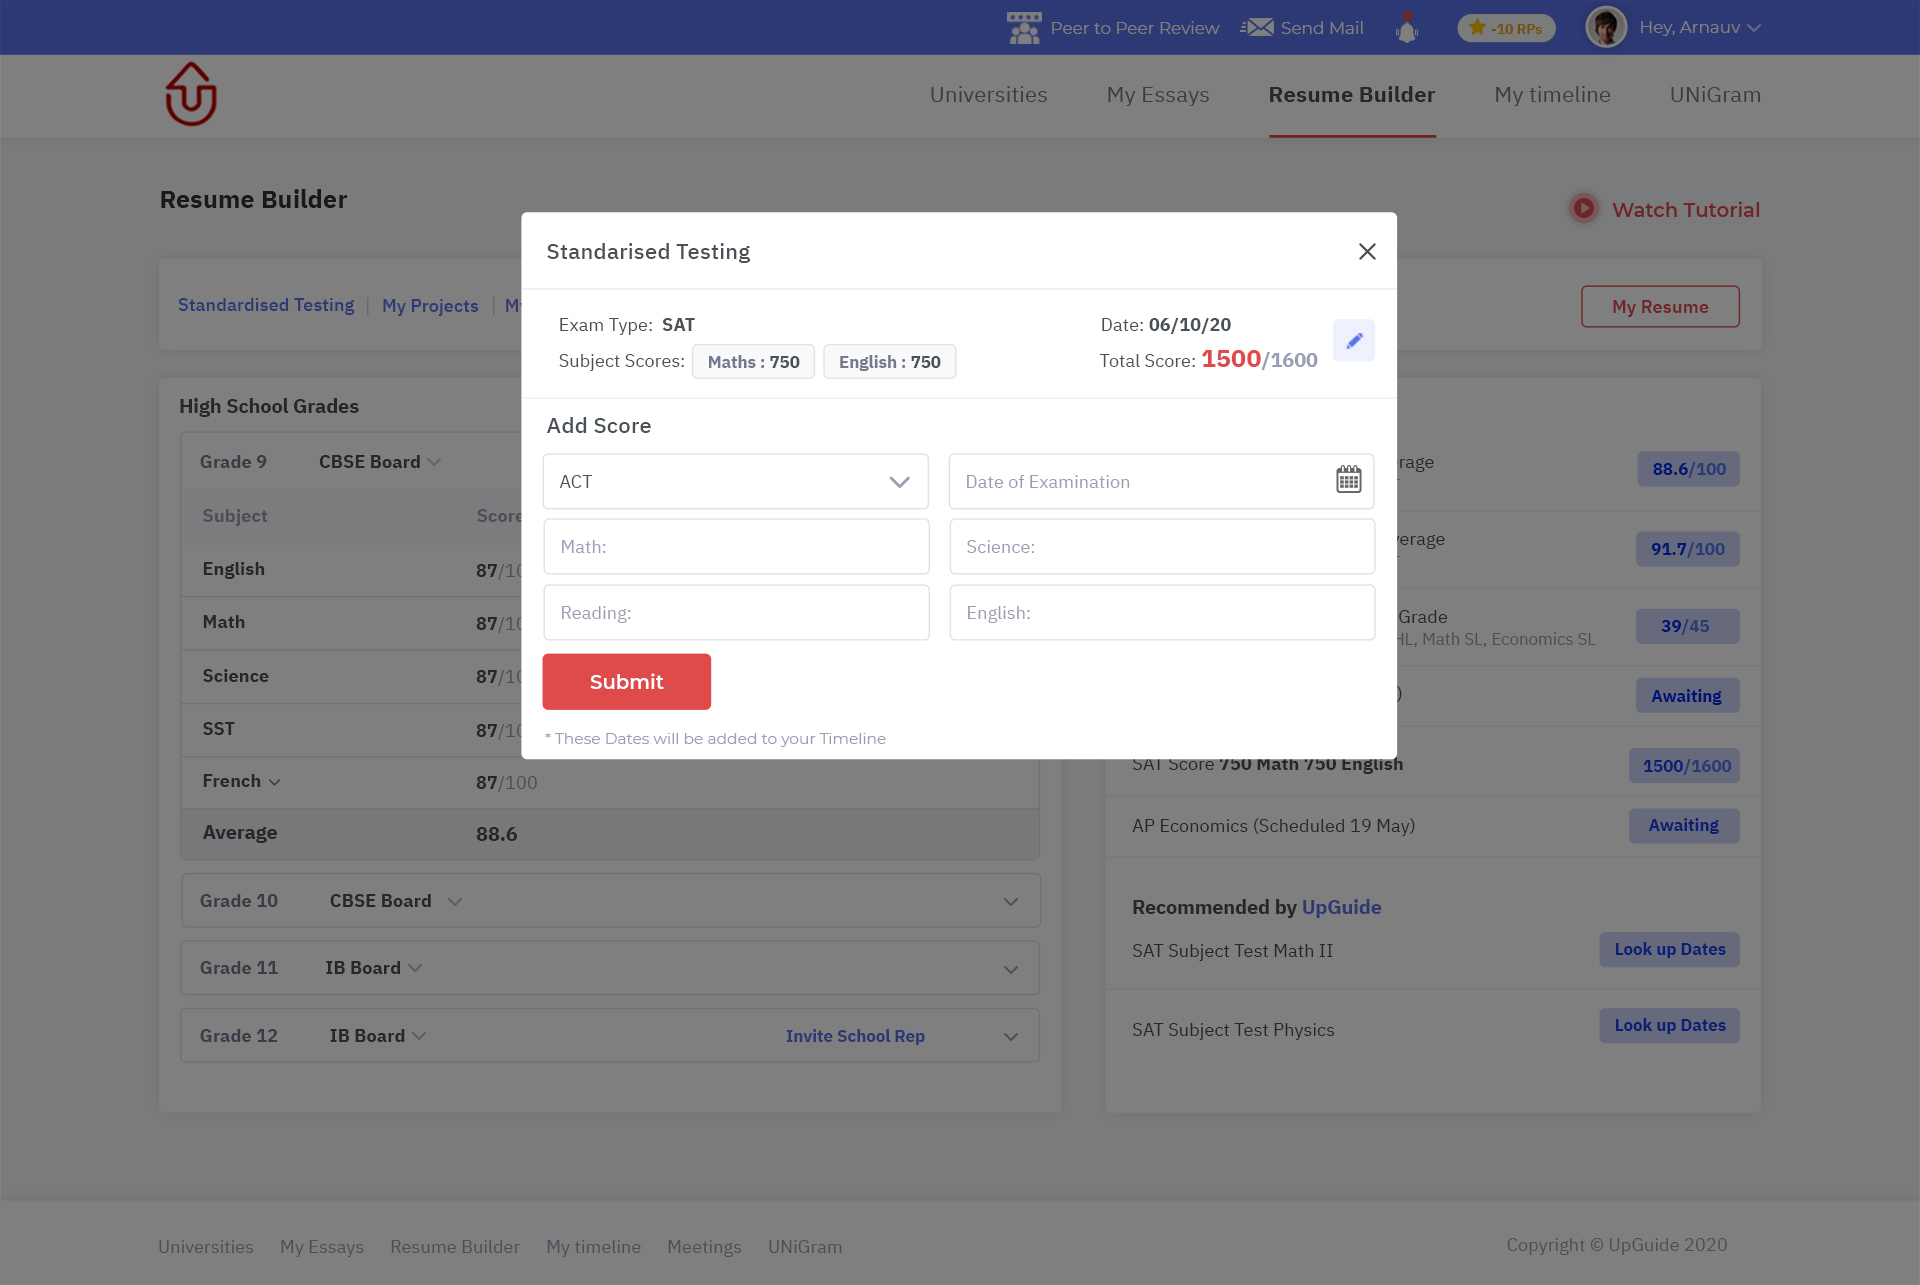 Peer to Peer Review
Send Mail
-10 RPs
Hey, Arnauv
Universities
My Essays
Resume Builder
My timeline
UNiGram
Resume Builder
Watch Tutorial
Standardised Testing
My Projects
My Resume
Standarised Testing
Exam Type: SAT
Date: 06/10/20
Subject Scores: Maths : 750 English : 750
Total Score: 1500/1600
Add Score
ACT
Date of Examination
Math:
Science:
Reading:
English:
Submit
* These Dates will be added to your Timeline
High School Grades
Grade 9 CBSE Board
Subject Score
English 87
Math 87
Science 87
SST 87
French 87/100
Average 88.6
Grade 10 CBSE Board
Grade 11 IB Board
Grade 12 IB Board Invite School Rep
88.6/100
91.7/100
Grade
HL, Math SL, Economics SL
39/45
Awaiting
SAT Score 750 Math 750 English
1500/1600
AP Economics (Scheduled 19 May)
Awaiting
Recommended by UpGuide
SAT Subject Test Math II
Look up Dates
SAT Subject Test Physics
Look up Dates
Universities My Essays Resume Builder My timeline Meetings UNiGram
Copyright © UpGuide 2020